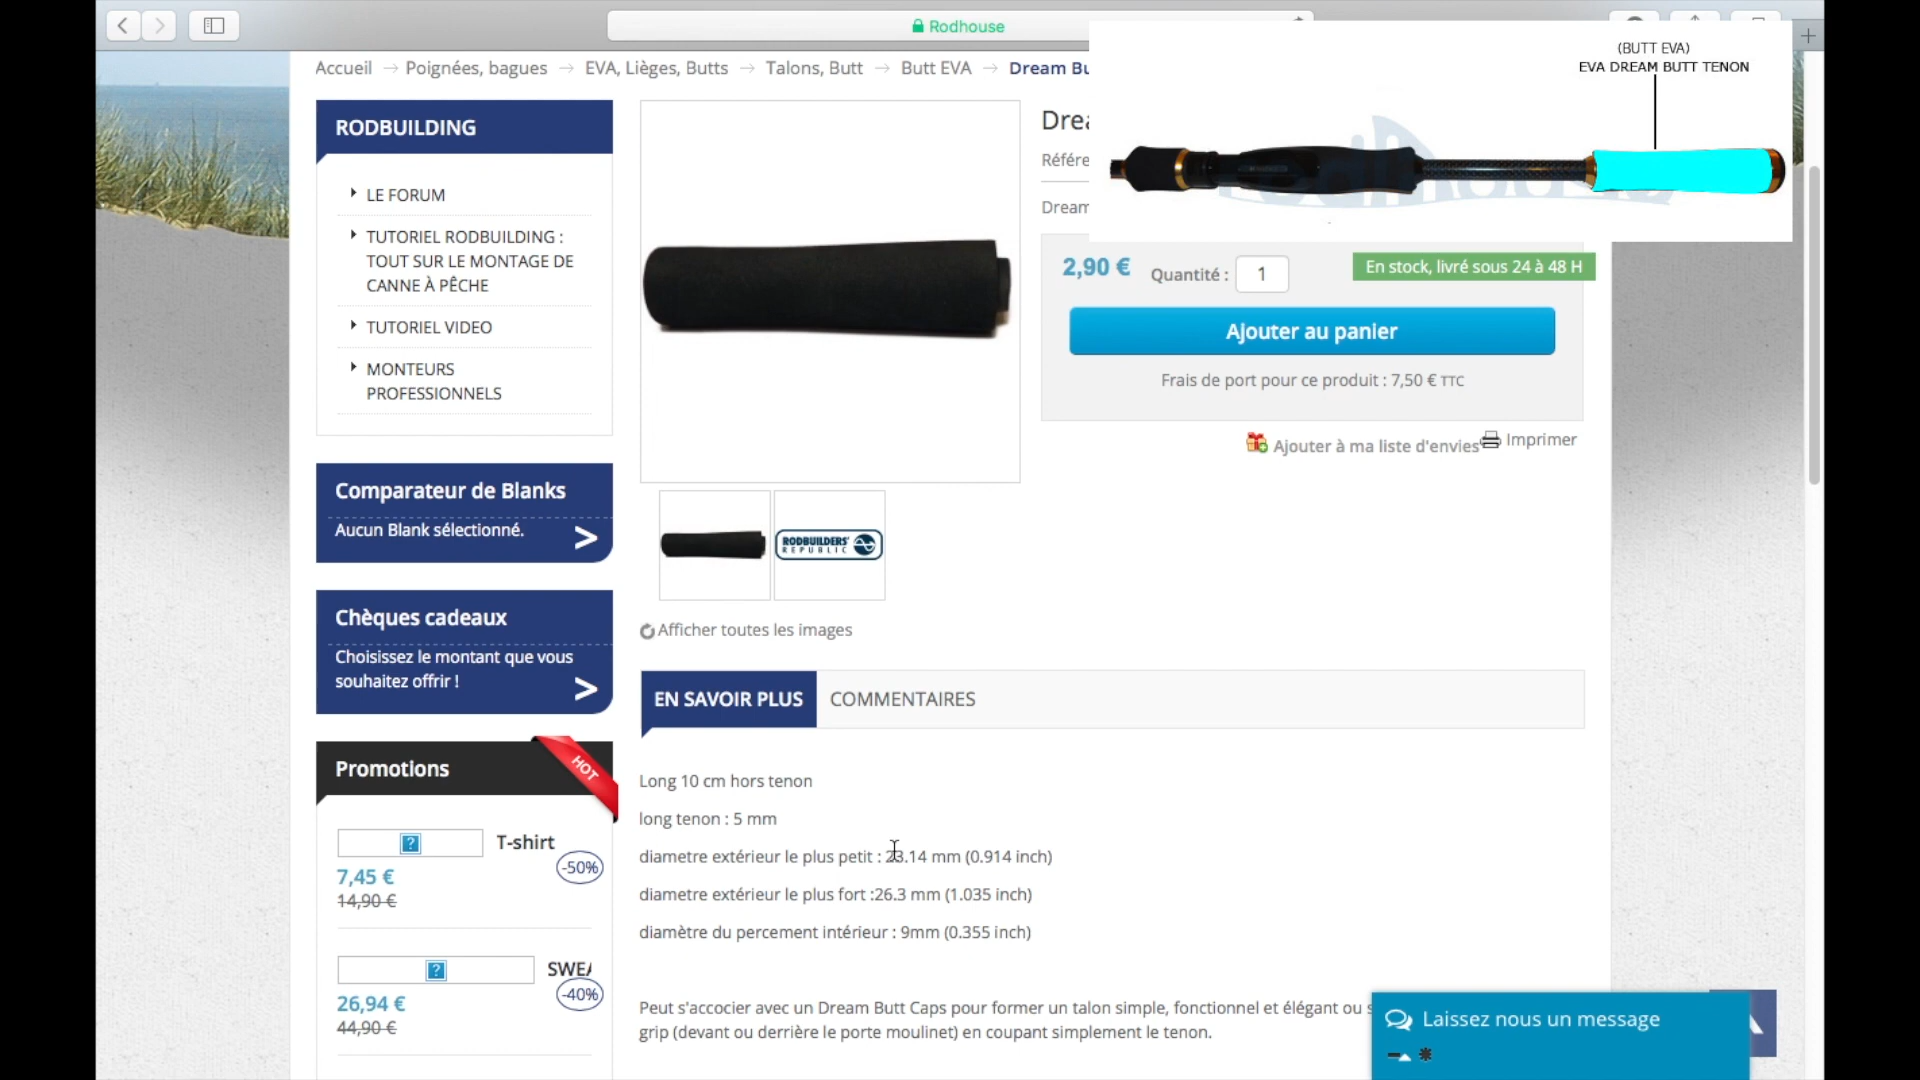 Rodhouse
(BUTT EVA)
EVA DREAM BUTT TENON
Accueil → Poignées, bagues → EVA, Lièges, Butts → Talons, Butt → Butt EVA → Dream Bu
RODBUILDING
LE FORUM
TUTORIEL RODBUILDING :
TOUT SUR LE MONTAGE DE
CANNE À PÊCHE
TUTORIEL VIDEO
MONTEURS
PROFESSIONNELS
Comparateur de Blanks
Aucun Blank sélectionné.
>
Chèques cadeaux
Choisissez le montant que vous
souhaitez offrir !
>
Promotions
HOT
T-shirt
-50%
7,45 €
14,90 €
SWEA
-40%
26,94 €
44,90 €
RODBUILDERS'
REPUBLIC
Afficher toutes les images
Drea
Référe
Dream
2,90 €
Quantité :
1
En stock, livré sous 24 à 48 H
Ajouter au panier
Frais de port pour ce produit : 7,50 € TTC
Ajouter à ma liste d'envies
Imprimer
EN SAVOIR PLUS
COMMENTAIRES
Long 10 cm hors tenon
long tenon : 5 mm
diametre extérieur le plus petit : 23.14 mm (0.914 inch)
diametre extérieur le plus fort :26.3 mm (1.035 inch)
diamètre du percement intérieur : 9mm (0.355 inch)
Peut s'accocier avec un Dream Butt Caps pour former un talon simple, fonctionnel et élégant ou s
grip (devant ou derrière le porte moulinet) en coupant simplement le tenon.
Laissez nous un message